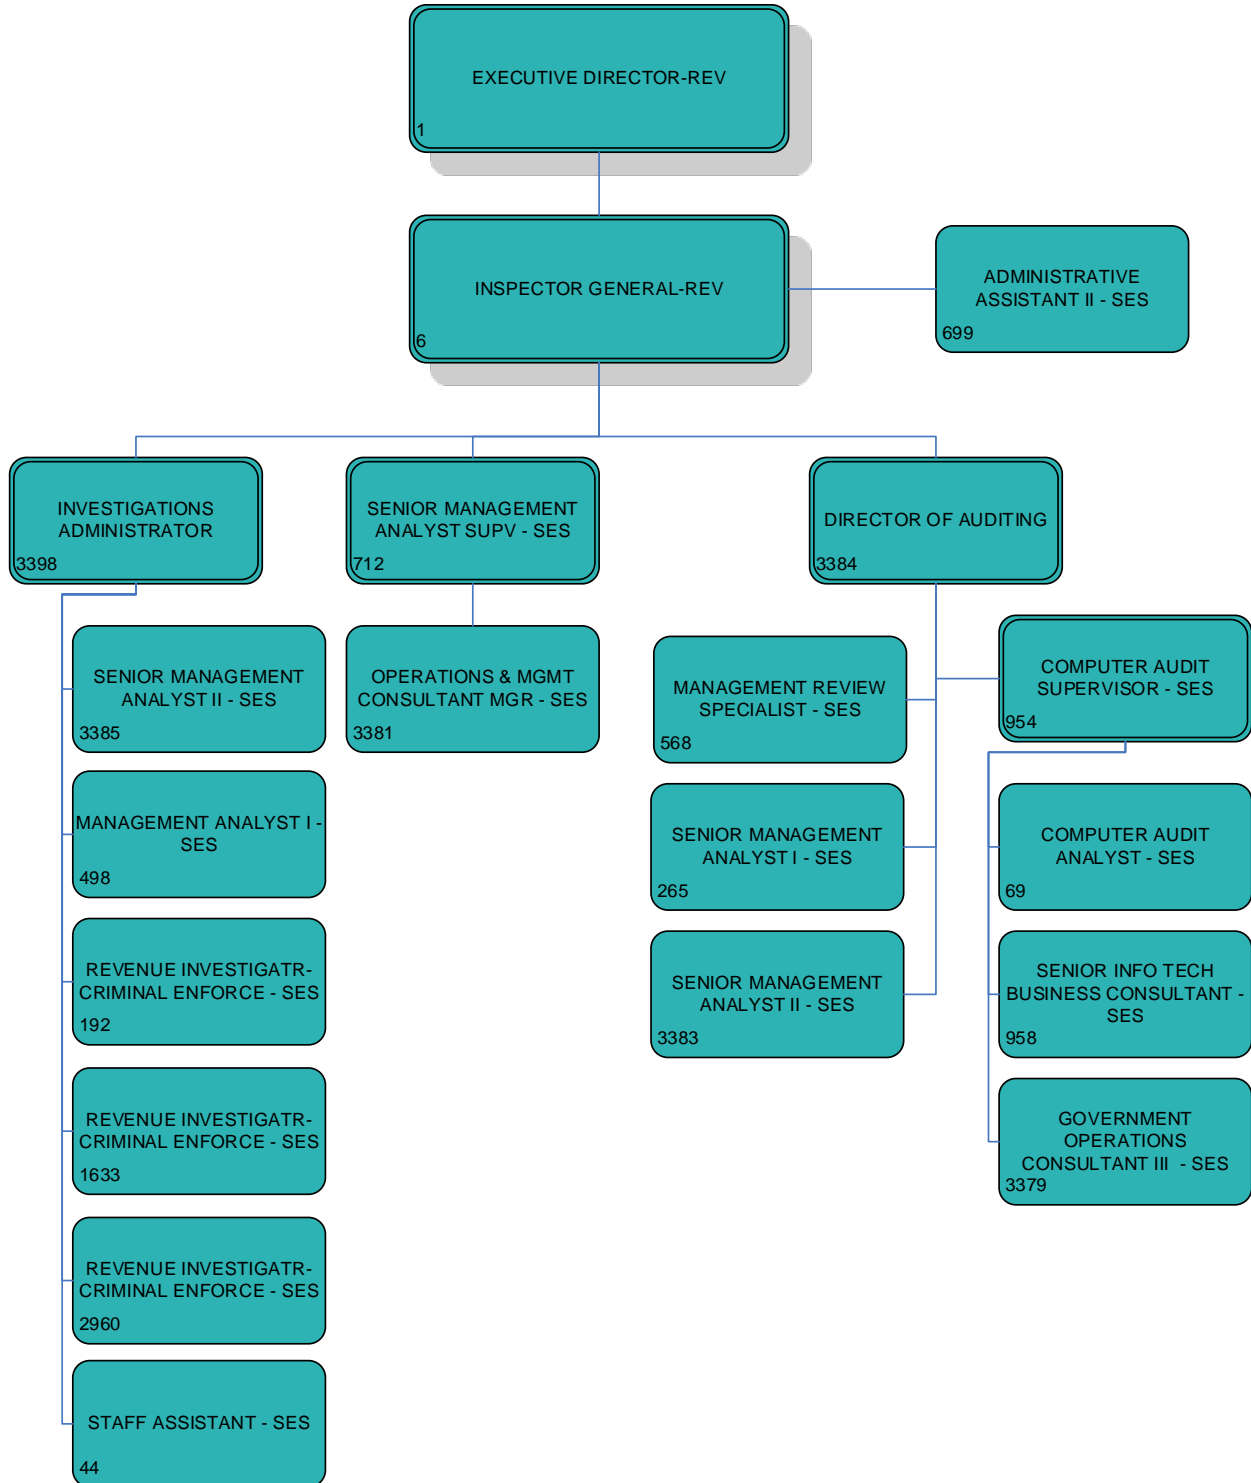 EXECUTIVE DIRECTOR-REV
1
INSPECTOR GENERAL-REV
6
ADMINISTRATIVE
ASSISTANT II - SES
699
INVESTIGATIONS
ADMINISTRATOR
3398
SENIOR MANAGEMENT
ANALYST SUPV - SES
712
DIRECTOR OF AUDITING
3384
SENIOR MANAGEMENT
ANALYST II - SES
3385
MANAGEMENT ANALYST I -
SES
498
REVENUE INVESTIGATR-
CRIMINAL ENFORCE - SES
192
REVENUE INVESTIGATR-
CRIMINAL ENFORCE - SES
1633
REVENUE INVESTIGATR-
CRIMINAL ENFORCE - SES
2960
STAFF ASSISTANT - SES
44
OPERATIONS & MGMT
CONSULTANT MGR - SES
3381
MANAGEMENT REVIEW
SPECIALIST - SES
568
SENIOR MANAGEMENT
ANALYST I - SES
265
SENIOR MANAGEMENT
ANALYST II - SES
3383
COMPUTER AUDIT
SUPERVISOR - SES
954
COMPUTER AUDIT
ANALYST - SES
69
SENIOR INFO TECH
BUSINESS CONSULTANT -
SES
958
GOVERNMENT
OPERATIONS
CONSULTANT III  - SES
3379